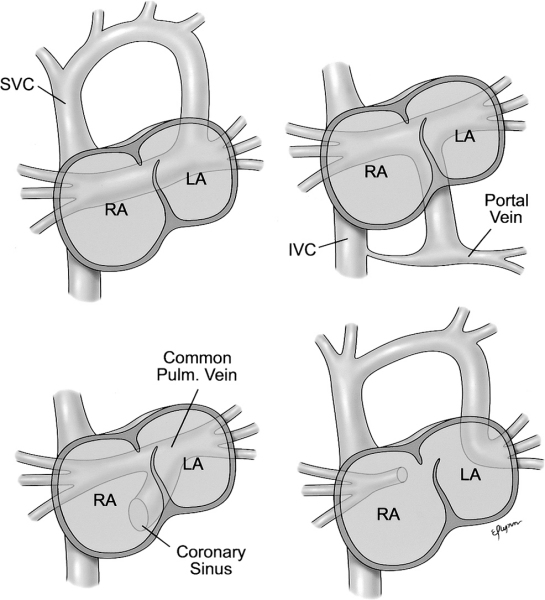 SVC
LA
RA
LA
RA
Portal
Vein
IVC
Common
Pulm. Vein
LA
RA
Coronary
Sinus
LA
RA